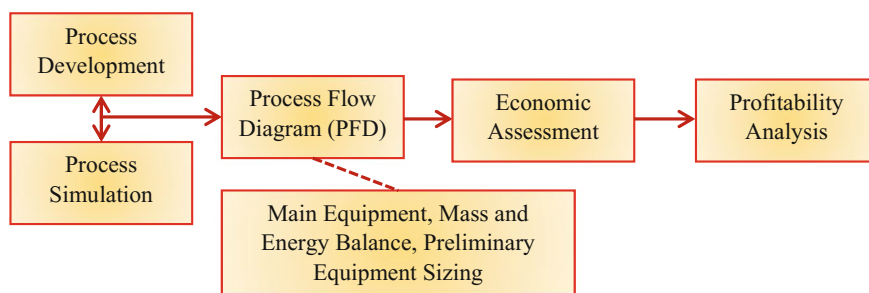 Process
Development
Process Flow
Diagram (PFD)
Economic
Assessment
Profitability
Analysis
Process
Simulation
Main Equipment, Mass and
Energy Balance, Preliminary
Equipment Sizing